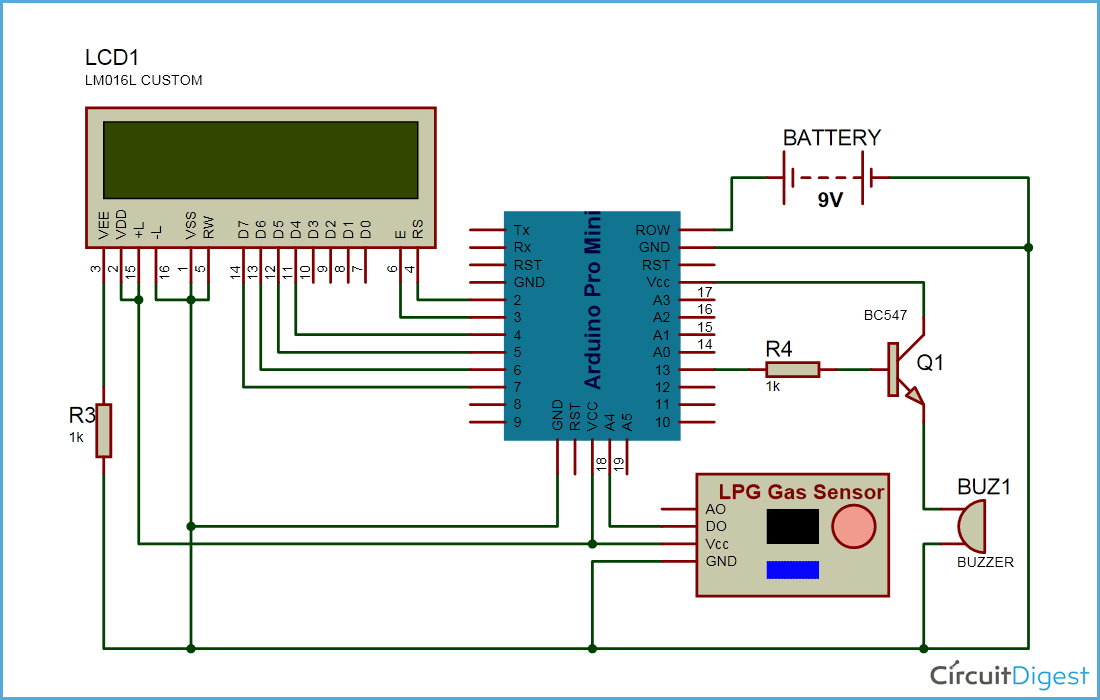 LCD1
LM016L CUSTOM
VEE
VDD
+L
-L
VSS
RW
D7
D6
D5
D4
D3
D2
D1
D0
E
RS
3
2
15
16
1
5
14
13
12
11
10
9
8
7
6
4
R3
1k
Arduino Pro Mini
Tx
Rx
RST
GND
2
3
4
5
6
7
8
9
ROW
GND
RST
Vcc
A3
A2
A1
A0
13
12
11
10
17
16
15
14
GND
RST
VCC
A4
A5
18
19
BATTERY
9V
R4
1k
BC547
Q1
LPG Gas Sensor
AO
DO
Vcc
GND
BUZ1
BUZZER
CircuitDigest